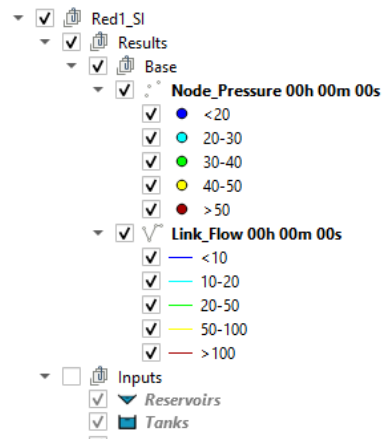 Red1_SI
Results
Base
Node_Pressure 00h 00m 00s
<20
20-30
30-40
40-50
>50
Link_Flow 00h 00m 00s
<10
10-20
20-50
50-100
>100
Inputs
Reservoirs
Tanks